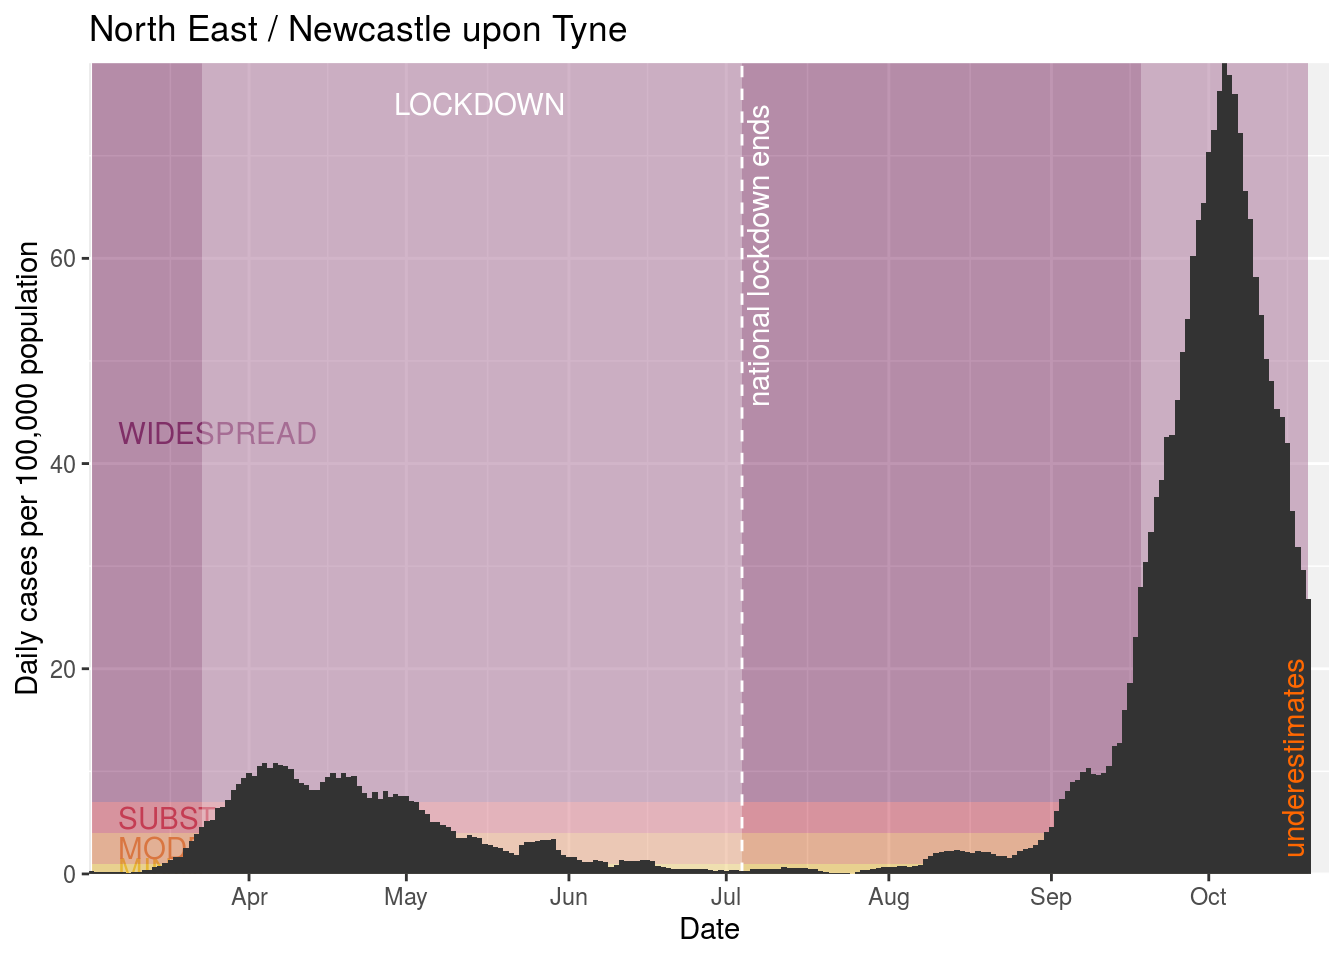 North East / Newcastle upon Tyne
LOCKDOWN
national lockdown ends
WIDESPREAD
SUBST
MOD
underestimates
Daily cases per 100,000 population
60
40
20
0
Apr May Jun Jul Aug Sep Oct
Date